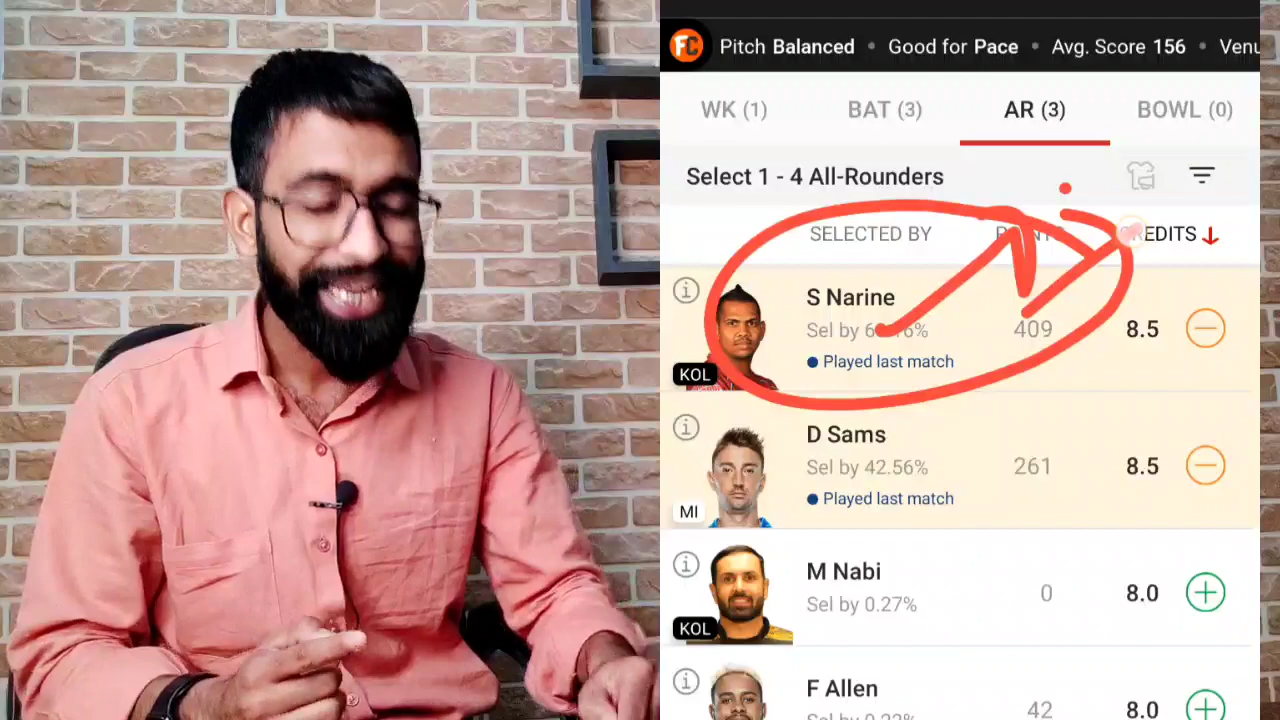 FC Pitch Balanced • Good for Pace • Avg. Score 156 • Venu
WK (1) BAT (3) AR (3) BOWL (0)
Select 1 - 4 All-Rounders
SELECTED BY
S Narine
409 8.5
Played last match
KOL
D Sams
Sel by 42.56% 261 8.5
Played last match
MI
M Nabi
Sel by 0.27% 0 8.0
KOL
F Allen
42 8.0